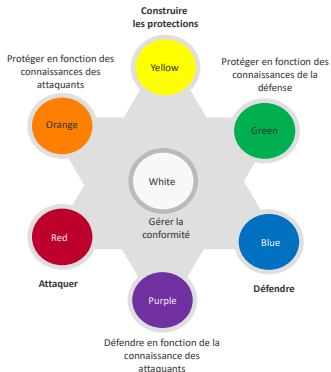 Construire
les protections
Yellow
Protéger en fonction des
connaissances des
attaquants
Protéger en fonction des
connaissances de la
défense
Orange
Green
White
Gérer la
conformité
Red
Blue
Attaquer
Défendre
Purple
Défendre en fonction de la
connaissance des
attaquants